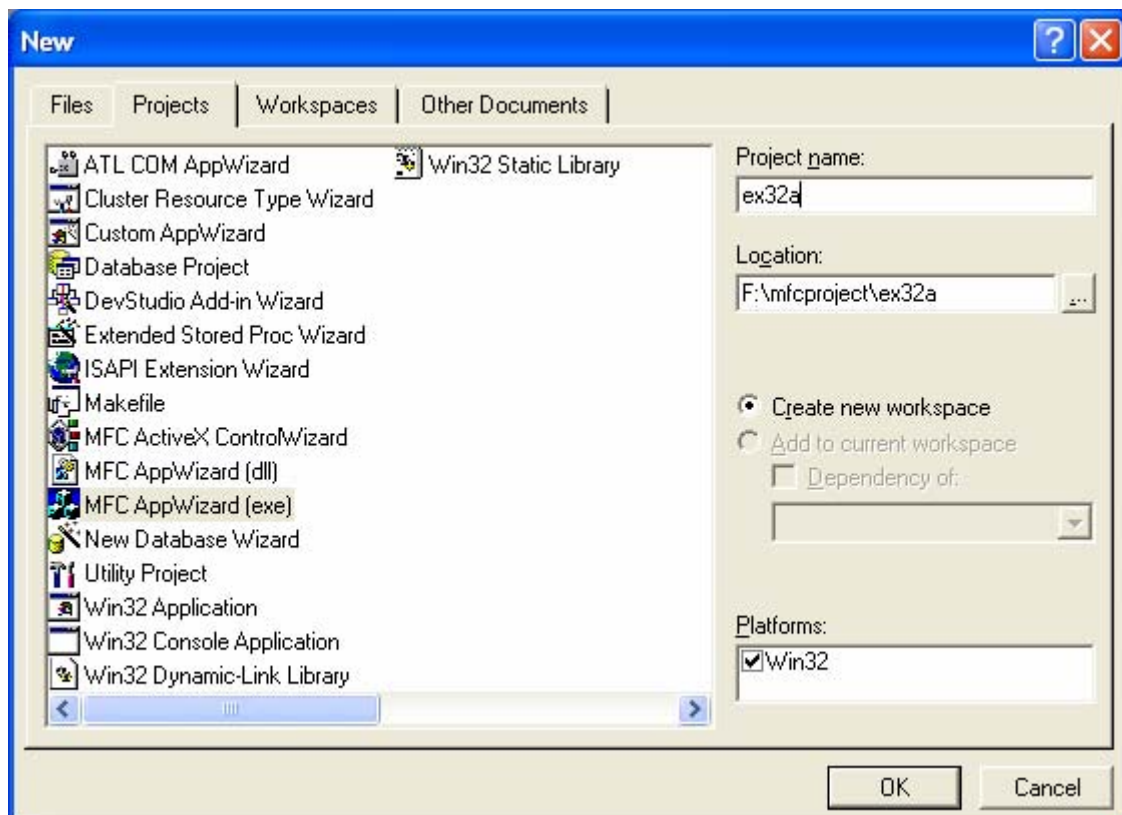 New
Files Projects Workspaces Other Documents
ATL COM AppWizard
Cluster Resource Type Wizard
Custom AppWizard
Database Project
DevStudio Add-in Wizard
Extended Stored Proc Wizard
ISAPI Extension Wizard
Makefile
MFC ActiveX ControlWizard
MFC AppWizard (dll)
MFC AppWizard (exe)
New Database Wizard
Utility Project
Win32 Application
Win32 Console Application
Win32 Dynamic-Link Library
Win32 Static Library
Project name:
ex32a
Location:
F:\mfcproject\ex32a
...
Create new workspace
Add to current workspace
Dependency of:
Platforms:
Win32
OK Cancel